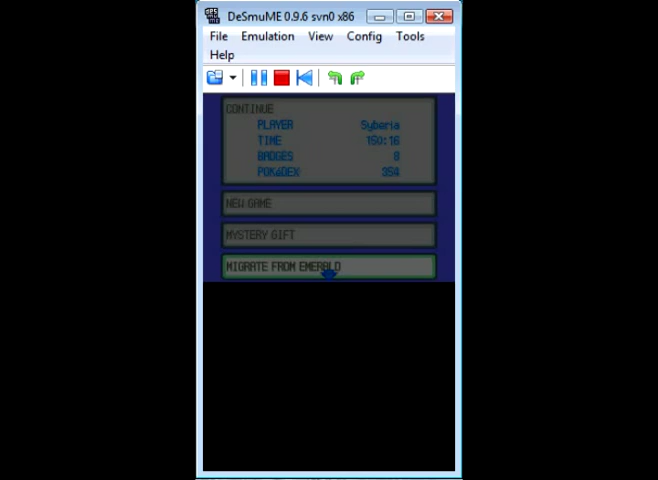 DeSmuME 0.9.6 svn0 x86
File Emulation View Config Tools
Help
CONTINUE
PLAYER Syberia
TIME 150:16
BADGES 8
POKéDEX 354
NEW GAME
MYSTERY GIFT
MIGRATE FROM EMERALD